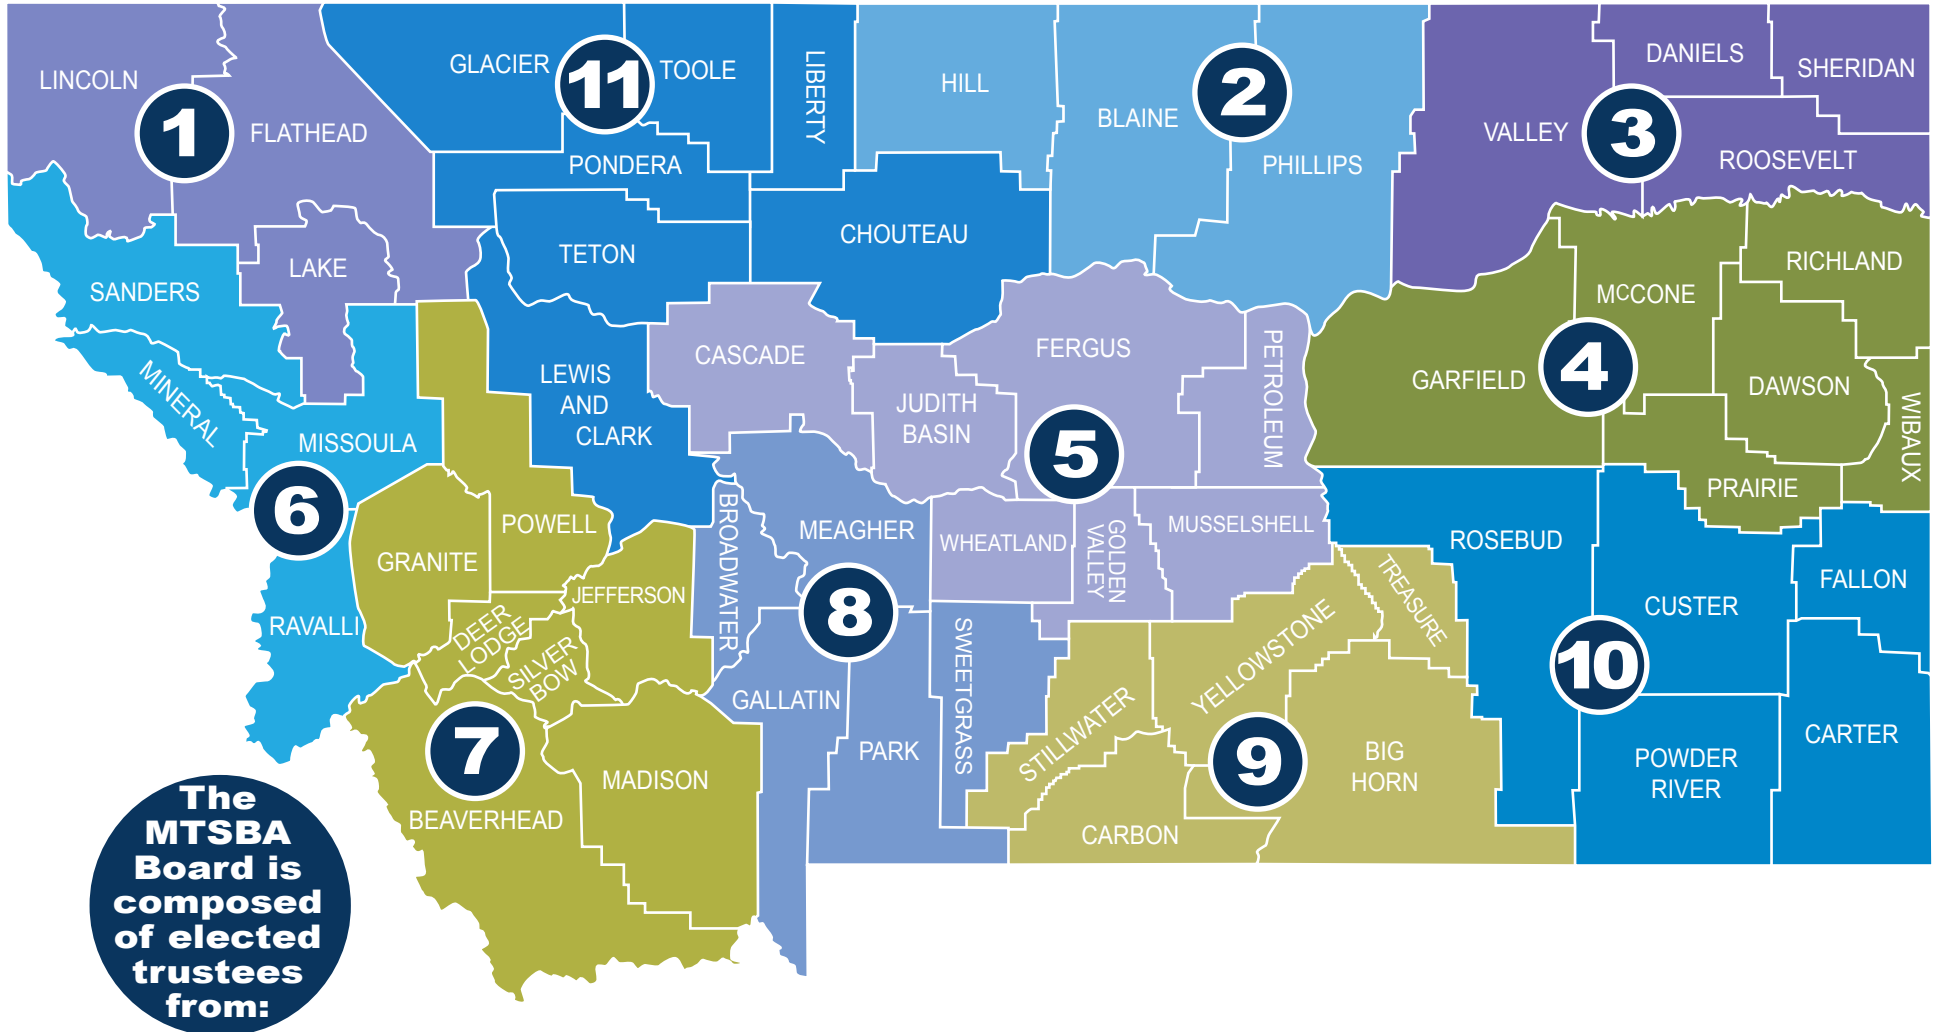 LINCOLN
1
FLATHEAD
LAKE
GLACIER
11
TOOLE
LIBERTY
PONDERA
TETON
CHOUTEAU
LEWIS
AND
CLARK
HILL
BLAINE
2
PHILLIPS
VALLEY
3
DANIELS
SHERIDAN
ROOSEVELT
RICHLAND
MCCONE
GARFIELD
4
DAWSON
WIBAUX
PRAIRIE
CASCADE
FERGUS
PETROLEUM
JUDITH
BASIN
5
WHEATLAND
GOLDEN
VALLEY
MUSSELSHELL
SANDERS
MINERAL
MISSOULA
6
RAVALLI
POWELL
GRANITE
JEFFERSON
DEER
LODGE
SILVER
BOW
7
BEAVERHEAD
MADISON
BROADWATER
MEAGHER
8
GALLATIN
PARK
SWEETGRASS
STILLWATER
YELLOWSTONE
TREASURE
9
BIG
HORN
CARBON
ROSEBUD
CUSTER
FALLON
10
POWDER
RIVER
CARTER
The
MTSBA
Board is
composed
of elected
trustees
from: